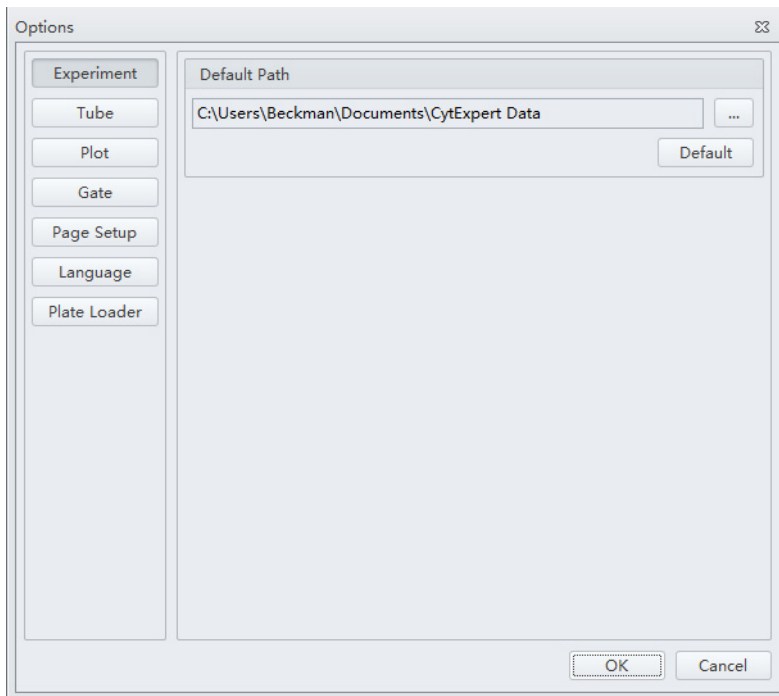 Options
Experiment
Tube
Plot
Gate
Page Setup
Language
Plate Loader
Default Path
C:\Users\Beckman\Documents\CytExpert Data
...
Default
OK
Cancel